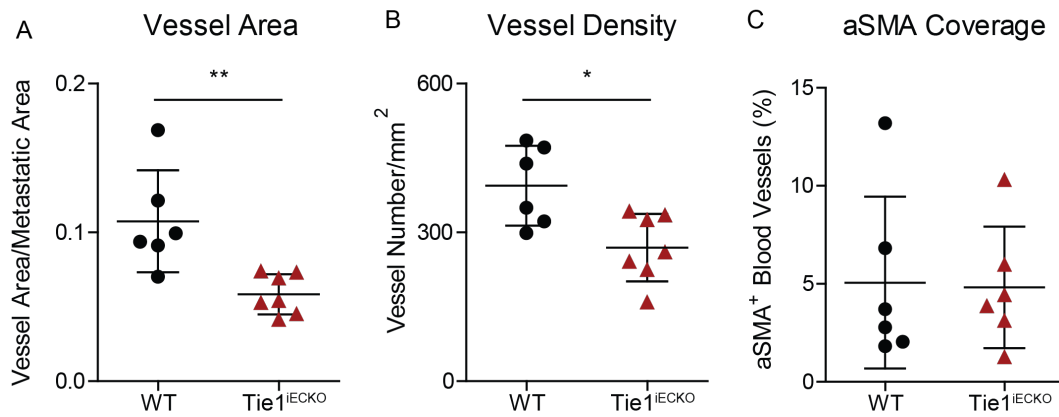 A
Vessel Area
Vessel Area/Metastatic Area
**
0.2
0.1
0.0
WT
Tie1iECKO
B
Vessel Density
Vessel Number/mm2
*
600
300
0
WT
Tie1iECKO
C
aSMA Coverage
aSMA+ Blood Vessels (%)
15
10
5
0
WT
Tie1iECKO